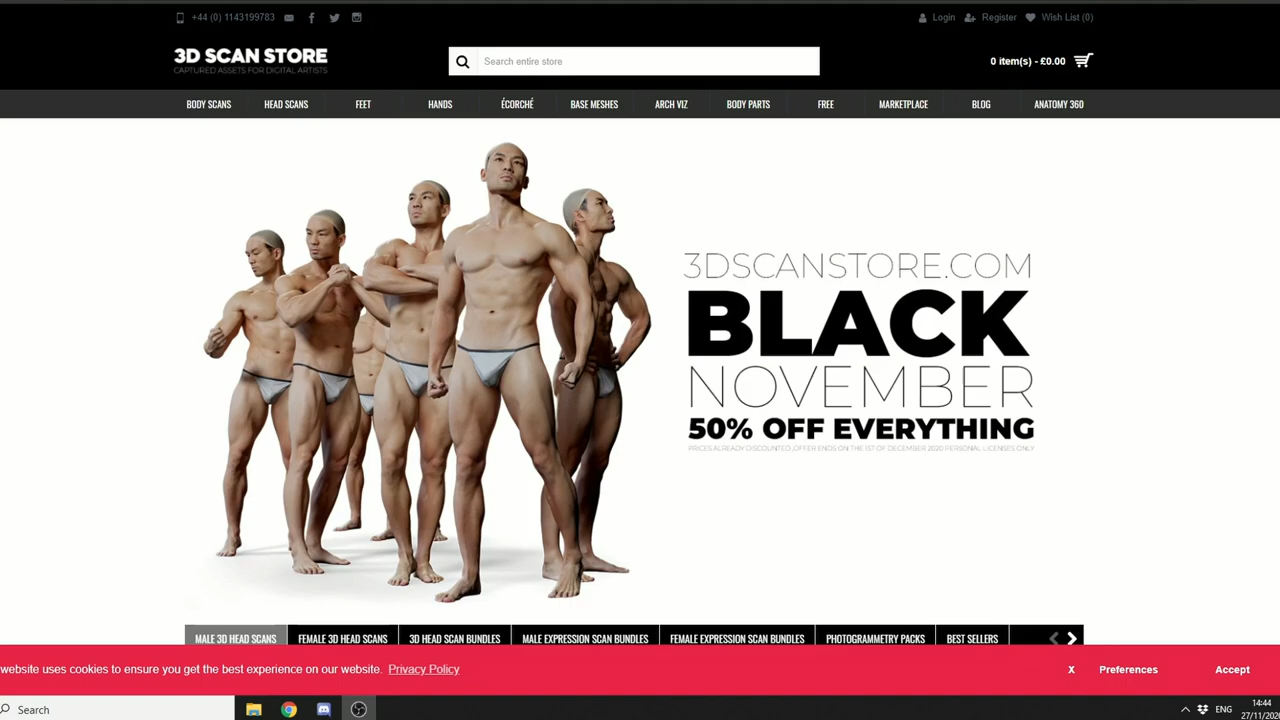 +44 (0) 1143199783
Login
Register
Wish List (0)
3D SCAN STORE
CAPTURED ASSETS FOR DIGITAL ARTISTS
Search entire store
0 item(s) - £0.00
BODY SCANS
HEAD SCANS
FEET
HANDS
ÉCORCHÉ
BASE MESHES
ARCH VIZ
BODY PARTS
FREE
MARKETPLACE
BLOG
ANATOMY 360
3DSCANSTORE.COM
BLACK
NOVEMBER
50% OFF EVERYTHING
PRICES ALREADY DISCOUNTED ,OFFER ENDS ON THE 1ST OF DECEMBER 2020 PERSONAL LICENSES ONLY
MALE 3D HEAD SCANS
FEMALE 3D HEAD SCANS
3D HEAD SCAN BUNDLES
MALE EXPRESSION SCAN BUNDLES
FEMALE EXPRESSION SCAN BUNDLES
PHOTOGRAMMETRY PACKS
BEST SELLERS
website uses cookies to ensure you get the best experience on our website. Privacy Policy
X
Preferences
Accept
Search
ENG
14:44
27/11/202